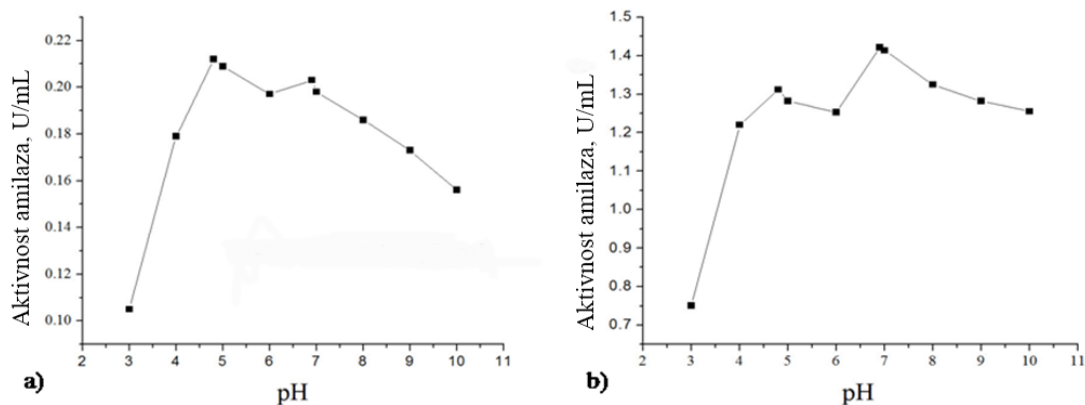 Aktivnost amilaza, U/mL
0.22
0.20
0.18
0.16
0.14
0.12
0.10
2 3 4 5 6 7 8 9 10 11
a)
pH
Aktivnost amilaza, U/mL
1.5
1.4
1.3
1.2
1.1
1.0
0.9
0.8
0.7
2 3 4 5 6 7 8 9 10 11
b)
pH